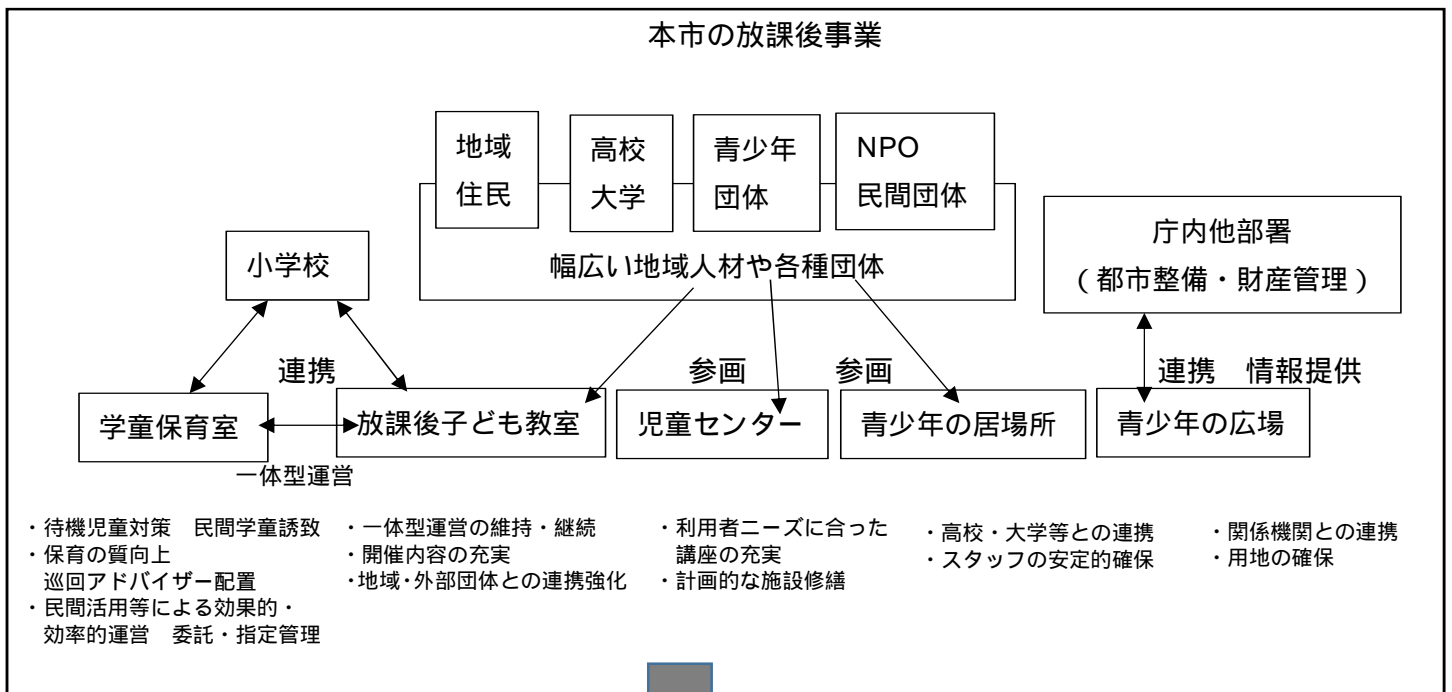 本市の放課後事業
地域
住民
高校
大学
青少年
団体
NPO
民間団体
幅広い地域人材や各種団体
小学校
庁内他部署
(都市整備・財産管理)
連携
参画
参画
連携　情報提供
学童保育室
放課後子ども教室
児童センター
青少年の居場所
青少年の広場
一体型運営
・待機児童対策　民間学童誘致
・保育の質向上
巡回アドバイザー配置
・民間活用等による効果的・
効率的運営　委託・指定管理
・一体型運営の維持・継続
・開催内容の充実
・地域・外部団体との連携強化
・利用者ニーズに合った
講座の充実
・計画的な施設修繕
・高校・大学等との連携
・スタッフの安定的確保
・関係機関との連携
・用地の確保